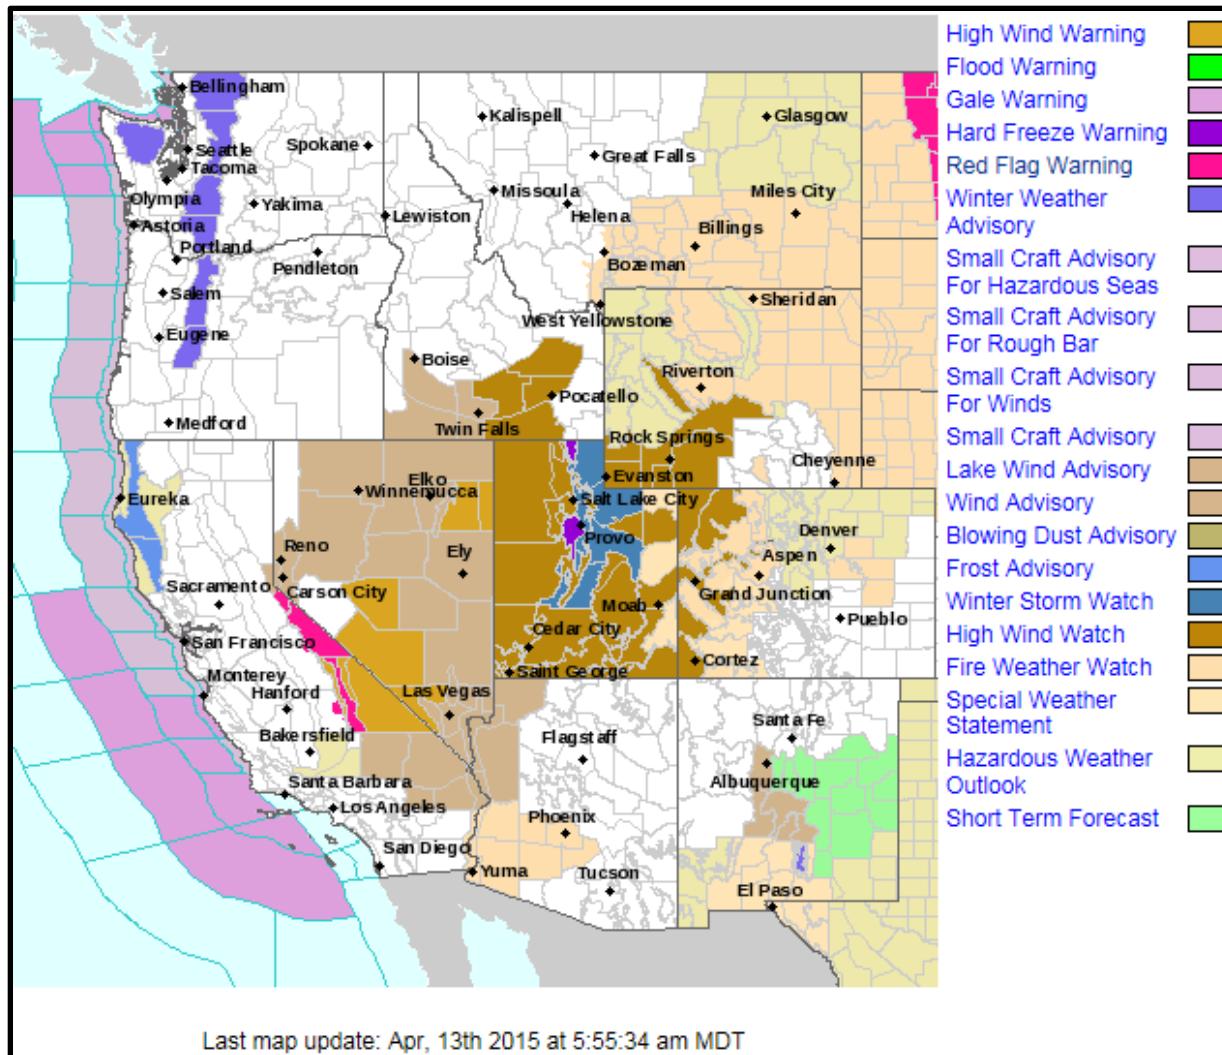 Bellingham
Kalispell
Glasgow
Seattle
Spokane
Great Falls
Tacoma
Missoula
Miles City
Olympia
Yakima
Lewiston
Helena
Astoria
Billings
Portland
Pendleton
Bozeman
Salem
Sheridan
West Yellowstone
Eugene
Boise
Riverton
Pocatello
Medford
Twin Falls
Rock Springs
Cheyenne
Elko
Evanston
Winnemucca
Eureka
Salt Lake City
Denver
Provo
Reno
Ely
Aspen
Sacramento
Carson City
Grand Junction
Moab
Pueblo
San Francisco
Cedar City
Cortez
Saint George
Monterey
Hanford
Las Vegas
Santa Fe
Bakersfield
Flagstaff
Albuquerque
Santa Barbara
Los Angeles
Phoenix
San Diego
Yuma
Tucson
El Paso
High Wind Warning
Flood Warning
Gale Warning
Hard Freeze Warning
Red Flag Warning
Winter Weather
Advisory
Small Craft Advisory
For Hazardous Seas
Small Craft Advisory
For Rough Bar
Small Craft Advisory
For Winds
Small Craft Advisory
Lake Wind Advisory
Wind Advisory
Blowing Dust Advisory
Frost Advisory
Winter Storm Watch
High Wind Watch
Fire Weather Watch
Special Weather
Statement
Hazardous Weather
Outlook
Short Term Forecast
Last map update: Apr, 13th 2015 at 5:55:34 am MDT